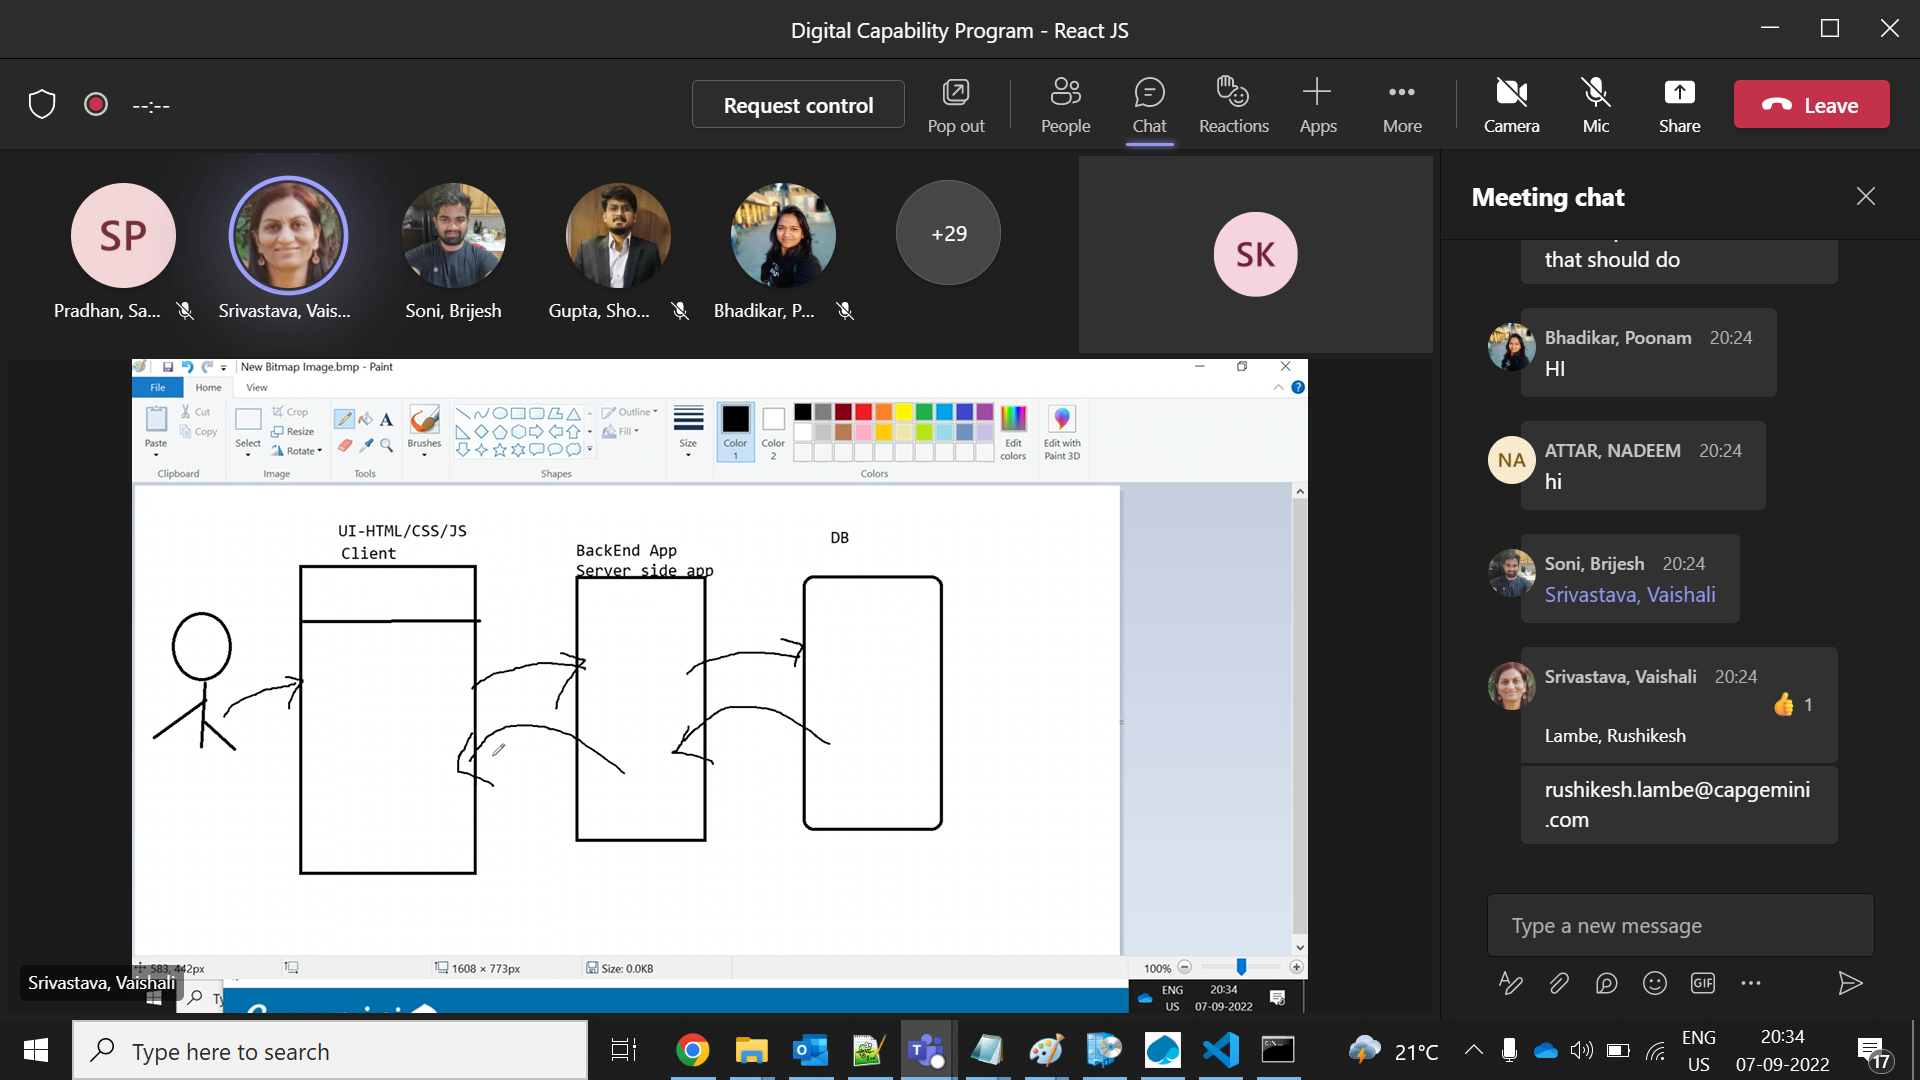 Digital Capability Program - React JS
--:--
Request control
Pop out
People
Chat
Reactions
Apps
More
Camera
Mic
Share
Leave
SP
Pradhan, Sa...
Srivastava, Vais...
Soni, Brijesh
Gupta, Sho...
Bhadikar, P...
+29
SK
New Bitmap Image.bmp - Paint
File
Home
View
Paste
Cut
Copy
Clipboard
Select
Crop
Resize
Rotate
Image
A
Tools
Brushes
Outline
Fill
Shapes
Size
Color
1
Color
2
Edit
colors
Edit with
Paint 3D
Colors
UI-HTML/CSS/JS
Client
BackEnd App
Server side app
DB
583, 442px
1608 × 773px
Size: 0.0KB
100%
Srivastava, Vaishali
ENG
US
20:34
07-09-2022
Meeting chat
that should do
Bhadikar, Poonam 20:24
HI
NA
ATTAR, NADEEM 20:24
hi
Soni, Brijesh 20:24
Srivastava, Vaishali
Srivastava, Vaishali 20:24
👍 1
Lambe, Rushikesh
rushikesh.lambe@capgemini
.com
Type a new message
GIF
Type here to search
21°C
ENG
US
20:34
07-09-2022
17